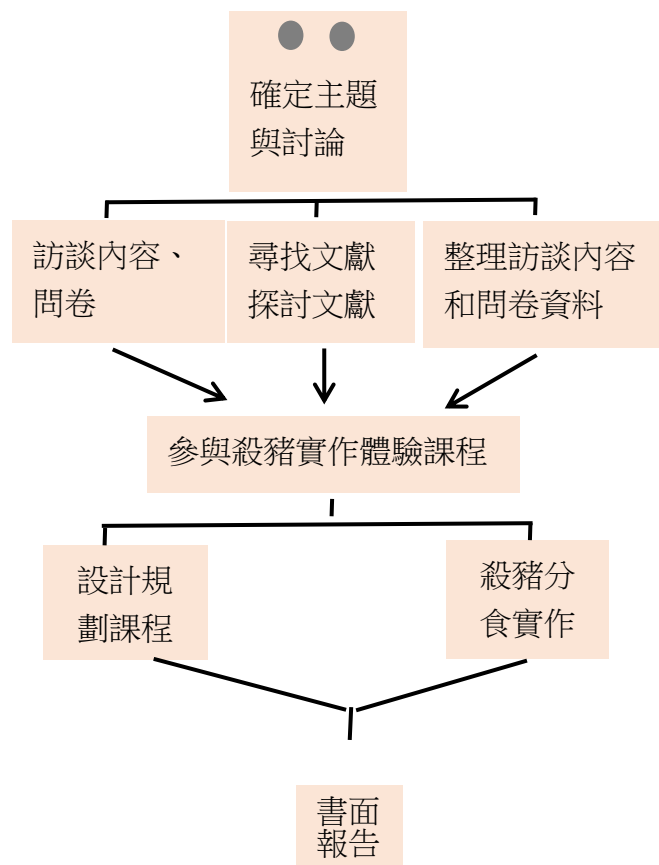 確定主題
與討論
訪談內容、
問卷
尋找文獻
探討文獻
整理訪談內容
和問卷資料
參與殺豬實作體驗課程
設計規
劃課程
殺豬分
食實作
書面
報告